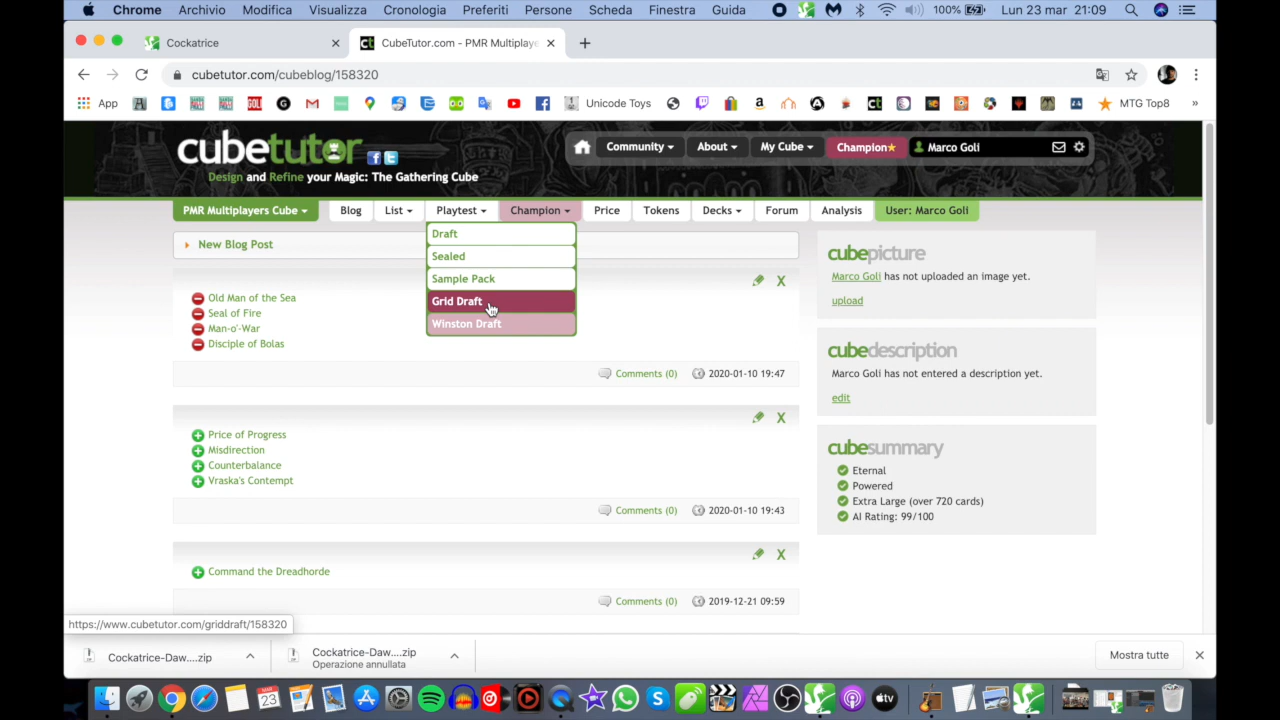 Chrome Archivio Modifica Visualizza Cronologia Preferiti Persone Scheda Finestra Guida 100% Lun 23 mar 21:09
Cockatrice CubeTutor.com - PMR Multiplaye
cubetutor.com/cubeblog/158320
App Unicode Toys MTG Top8 »
cubetutor
Design and Refine your Magic: The Gathering Cube
Community About My Cube Champion Marco Goli
PMR Multiplayers Cube Blog List Playtest Champion Price Tokens Decks Forum Analysis User: Marco Goli
Draft
Sealed
Sample Pack
Grid Draft
Winston Draft
New Blog Post
Old Man of the Sea
Seal of Fire
Man-o'-War
Disciple of Bolas
Comments (0) 2020-01-10 19:47
Price of Progress
Misdirection
Counterbalance
Vraska's Contempt
Comments (0) 2020-01-10 19:43
Command the Dreadhorde
Comments (0) 2019-12-21 09:59
cubepicture
Marco Goli has not uploaded an image yet.
upload
cubedescription
Marco Goli has not entered a description yet.
edit
cubesummary
Eternal
Powered
Extra Large (over 720 cards)
AI Rating: 99/100
https://www.cubetutor.com/griddraft/158320
Cockatrice-Daw....zip
Cockatrice-Daw....zip
Operazione annullata
Mostra tutte